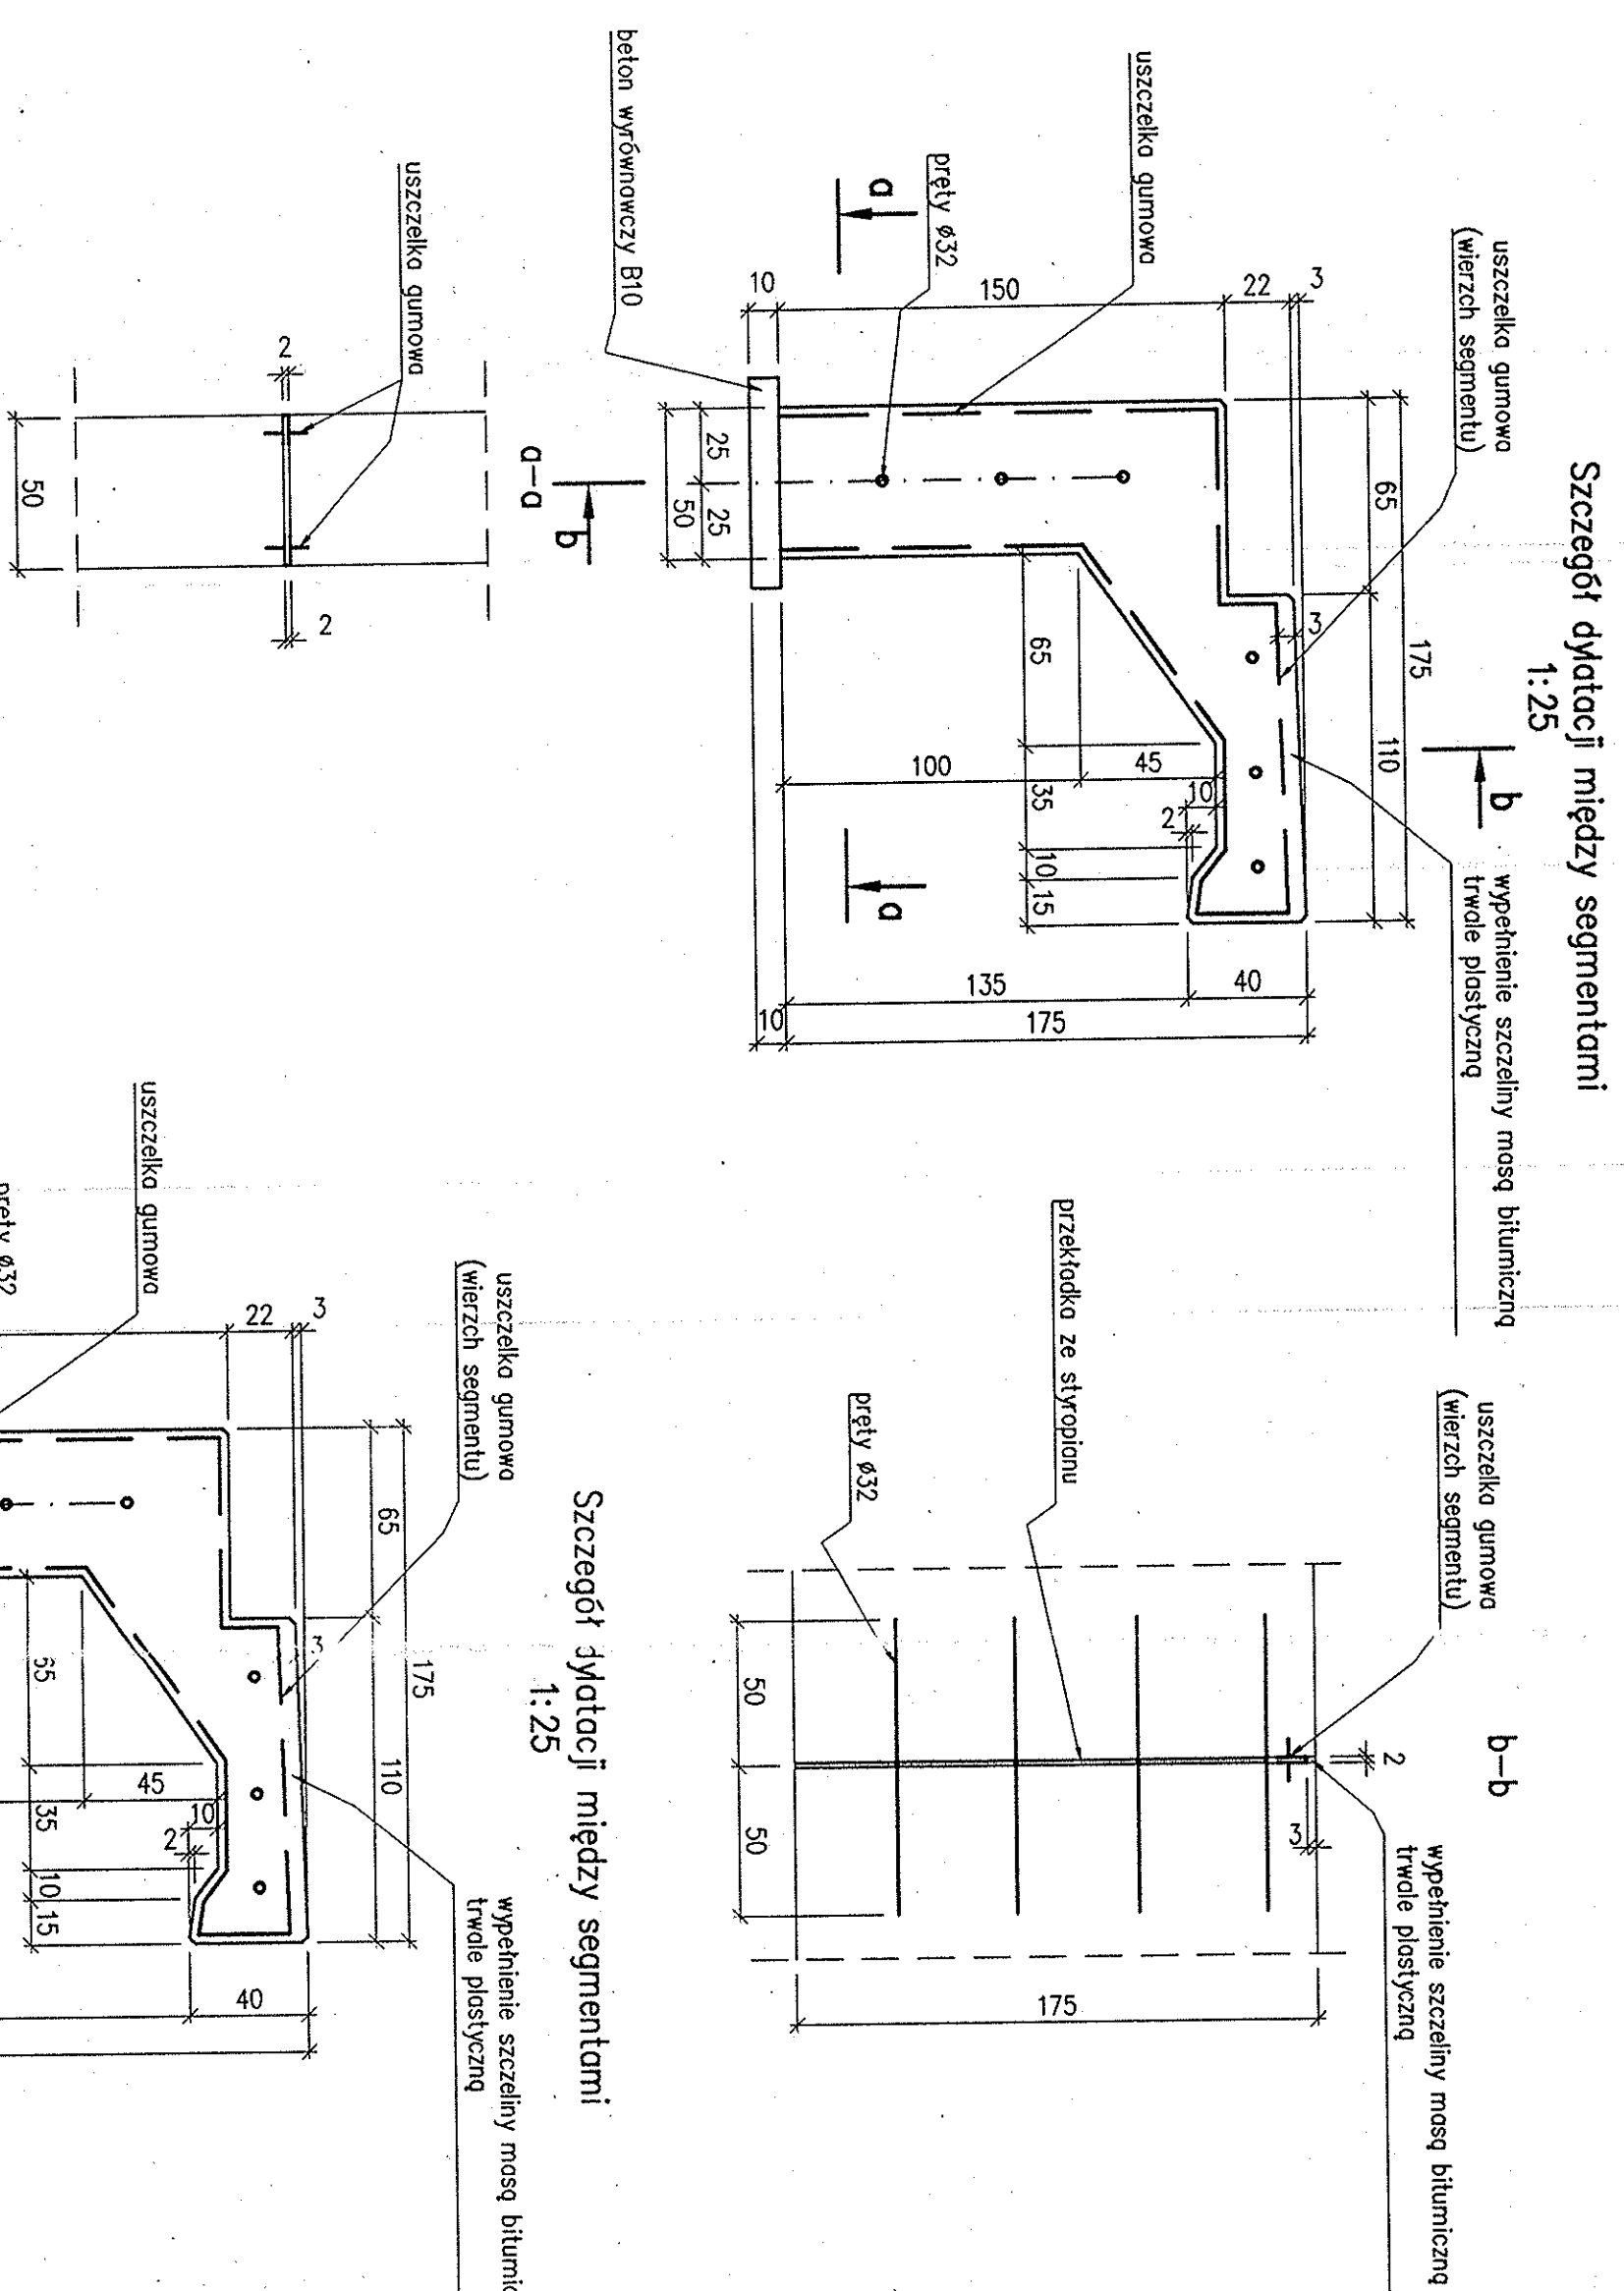 Szczegół dylatacji między segmentami
1:25
uszczelka gumowa
(wierzch segmentu)
wypełnienie szczeliny masą bitumiczną
trwale plastyczną
uszczelka gumowa
pręty ø32
beton wyrównawczy B10
a
a
b
b
3
22
150
10
175
65
110
3
25
25
50
65
35
10
15
100
45
10
2
135
40
10
175
a-a
uszczelka gumowa
2
2
50
b-b
uszczelka gumowa
(wierzch segmentu)
wypełnienie szczeliny masą bitumiczną
trwale plastyczną
przekładka ze styropianu
pręty ø32
2
3
50
50
175
Szczegół dylatacji między segmentami
1:25
uszczelka gumowa
(wierzch segmentu)
wypełnienie szczeliny masą bitumic
trwale plastyczną
uszczelka gumowa
pręty ø32
3
22
175
65
110
3
65
35
10
15
45
10
2
40